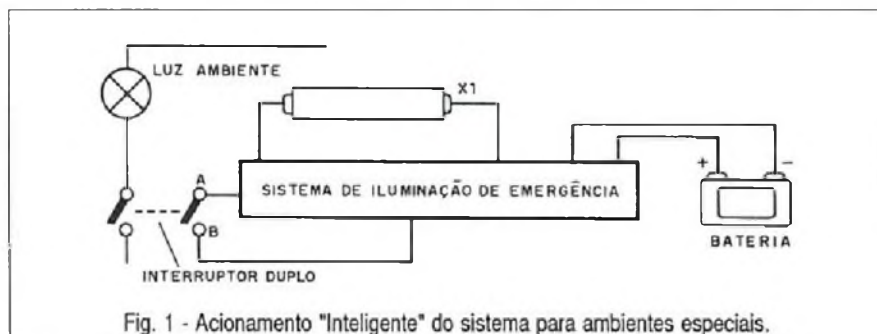 LUZ AMBIENTE
X1
A
SISTEMA DE ILUMINAÇÃO DE EMERGÊNCIA
+
-
B
BATERIA
INTERRUPTOR DUPLO
Fig. 1 - Acionamento "Inteligente" do sistema para ambientes especiais.